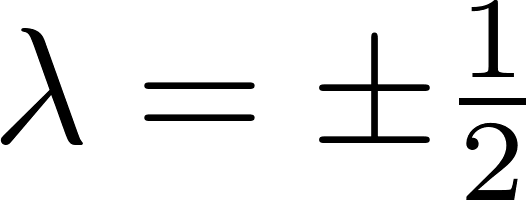 λ = ± 1/2